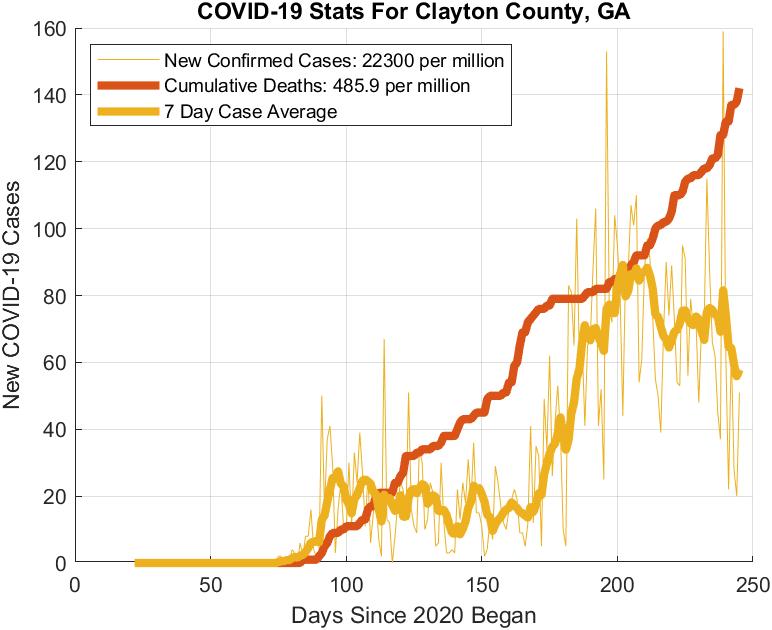 COVID-19 Stats For Clayton County, GA
New Confirmed Cases: 22300 per million
Cumulative Deaths: 485.9 per million
7 Day Case Average
New COVID-19 Cases
160
140
120
100
80
60
40
20
0
0 50 100 150 200 250
Days Since 2020 Began